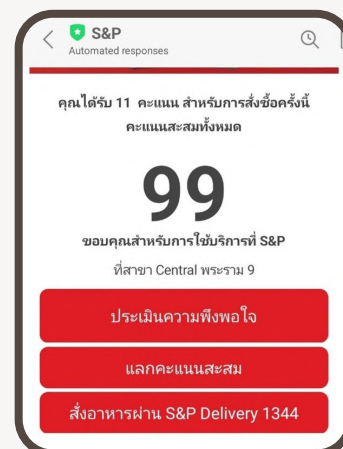 S&P
Automated responses
คุณได้รับ 11 คะแนน สำหรับการสั่งซื้อครั้งนี้
คะแนนสะสมทั้งหมด
99
ขอบคุณสำหรับการใช้บริการที่ S&P
ที่สาขา Central พระราม 9
ประเมินความพึงพอใจ
แลกคะแนนสะสม
สั่งอาหารผ่าน S&P Delivery 1344